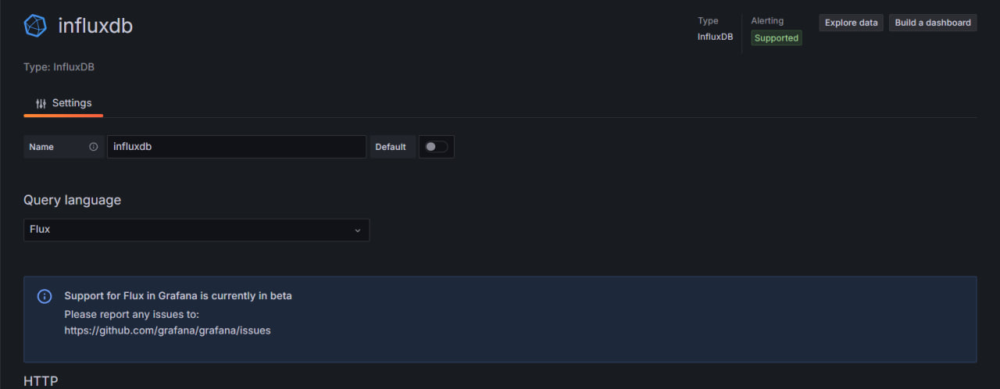 influxdb
Type Alerting
InfluxDB Supported
Explore data Build a dashboard
Type: InfluxDB
Settings
Name influxdb Default
Query language
Flux
Support for Flux in Grafana is currently in beta
Please report any issues to:
https://github.com/grafana/grafana/issues
HTTP